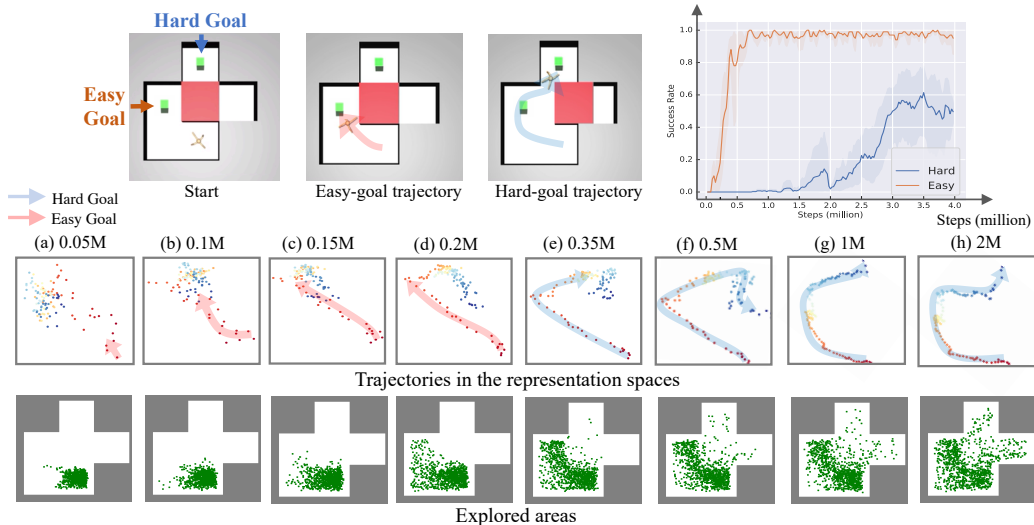 Hard Goal
Easy
Goal
Start
Easy-goal trajectory
Hard-goal trajectory
Success Rate
1.0
0.8
0.6
0.4
0.2
0.0
0.0 0.5 1.0 1.5 2.0 2.5 3.0 3.5 4.0
Steps (million)
Hard
Easy
Steps (million)
Hard Goal
Easy Goal
(a) 0.05M
(b) 0.1M
(c) 0.15M
(d) 0.2M
(e) 0.35M
(f) 0.5M
(g) 1M
(h) 2M
Trajectories in the representation spaces
Explored areas